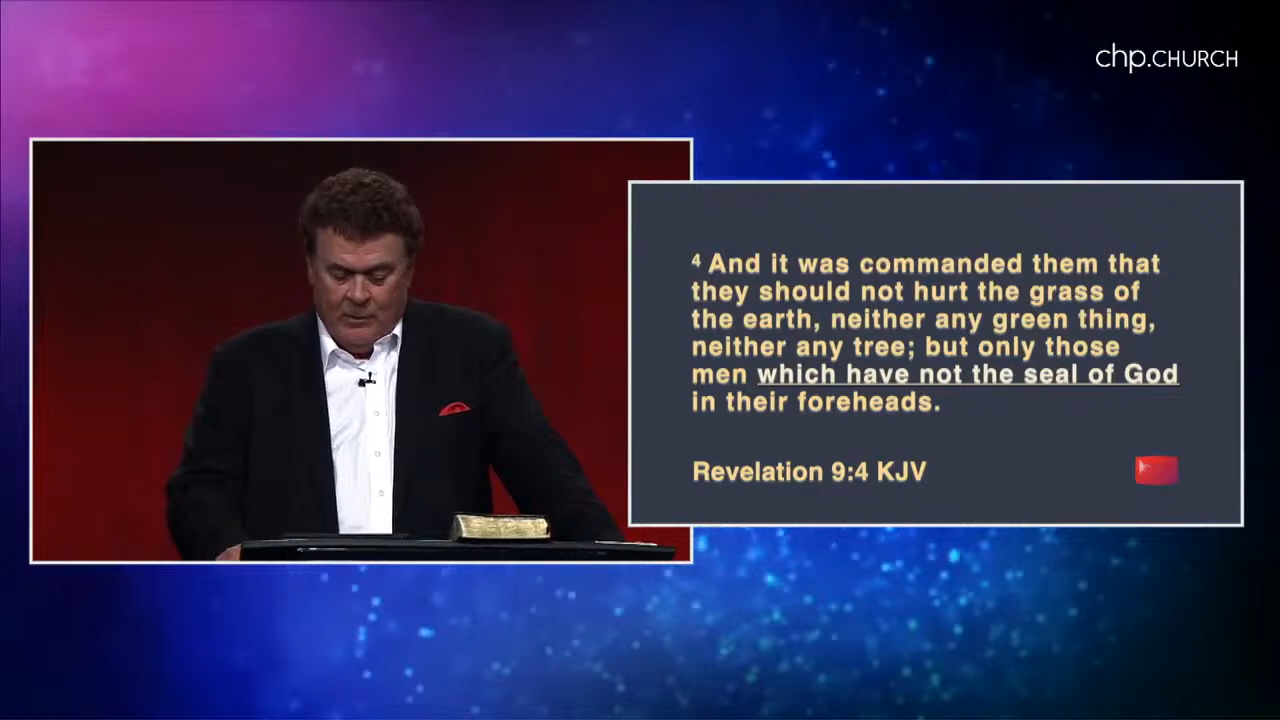 chp.CHURCH
4 And it was commanded them that
they should not hurt the grass of
the earth, neither any green thing,
neither any tree; but only those
men which have not the seal of God
in their foreheads.
Revelation 9:4 KJV